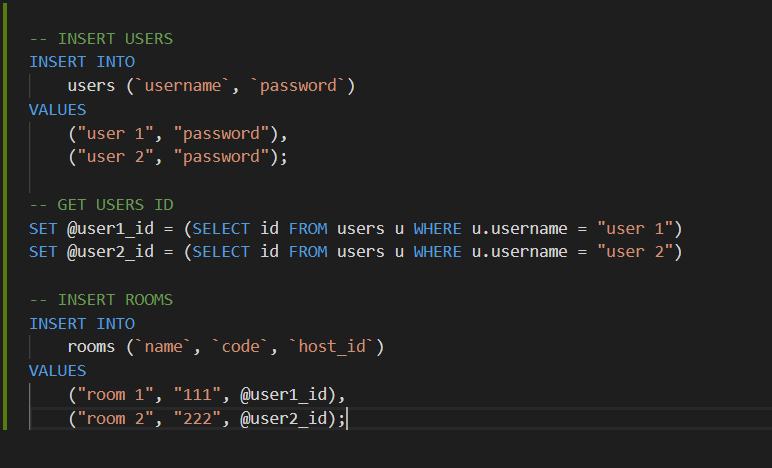 -- INSERT USERS
INSERT INTO
    users (`username`, `password`)
VALUES
    ("user 1", "password"),
    ("user 2", "password");
-- GET USERS ID
SET @user1_id = (SELECT id FROM users u WHERE u.username = "user 1")
SET @user2_id = (SELECT id FROM users u WHERE u.username = "user 2")
-- INSERT ROOMS
INSERT INTO
    rooms (`name`, `code`, `host_id`)
VALUES
    ("room 1", "111", @user1_id),
    ("room 2", "222", @user2_id);